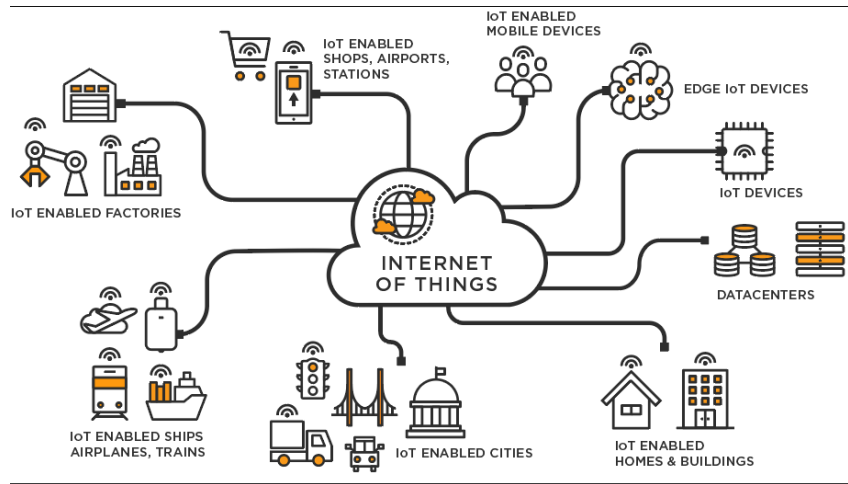 IoT ENABLED
SHOPS, AIRPORTS,
STATIONS
IoT ENABLED
MOBILE DEVICES
EDGE IoT DEVICES
IoT DEVICES
IoT ENABLED FACTORIES
INTERNET
OF THINGS
DATACENTERS
IoT ENABLED SHIPS
AIRPLANES, TRAINS
IoT ENABLED CITIES
IoT ENABLED
HOMES & BUILDINGS